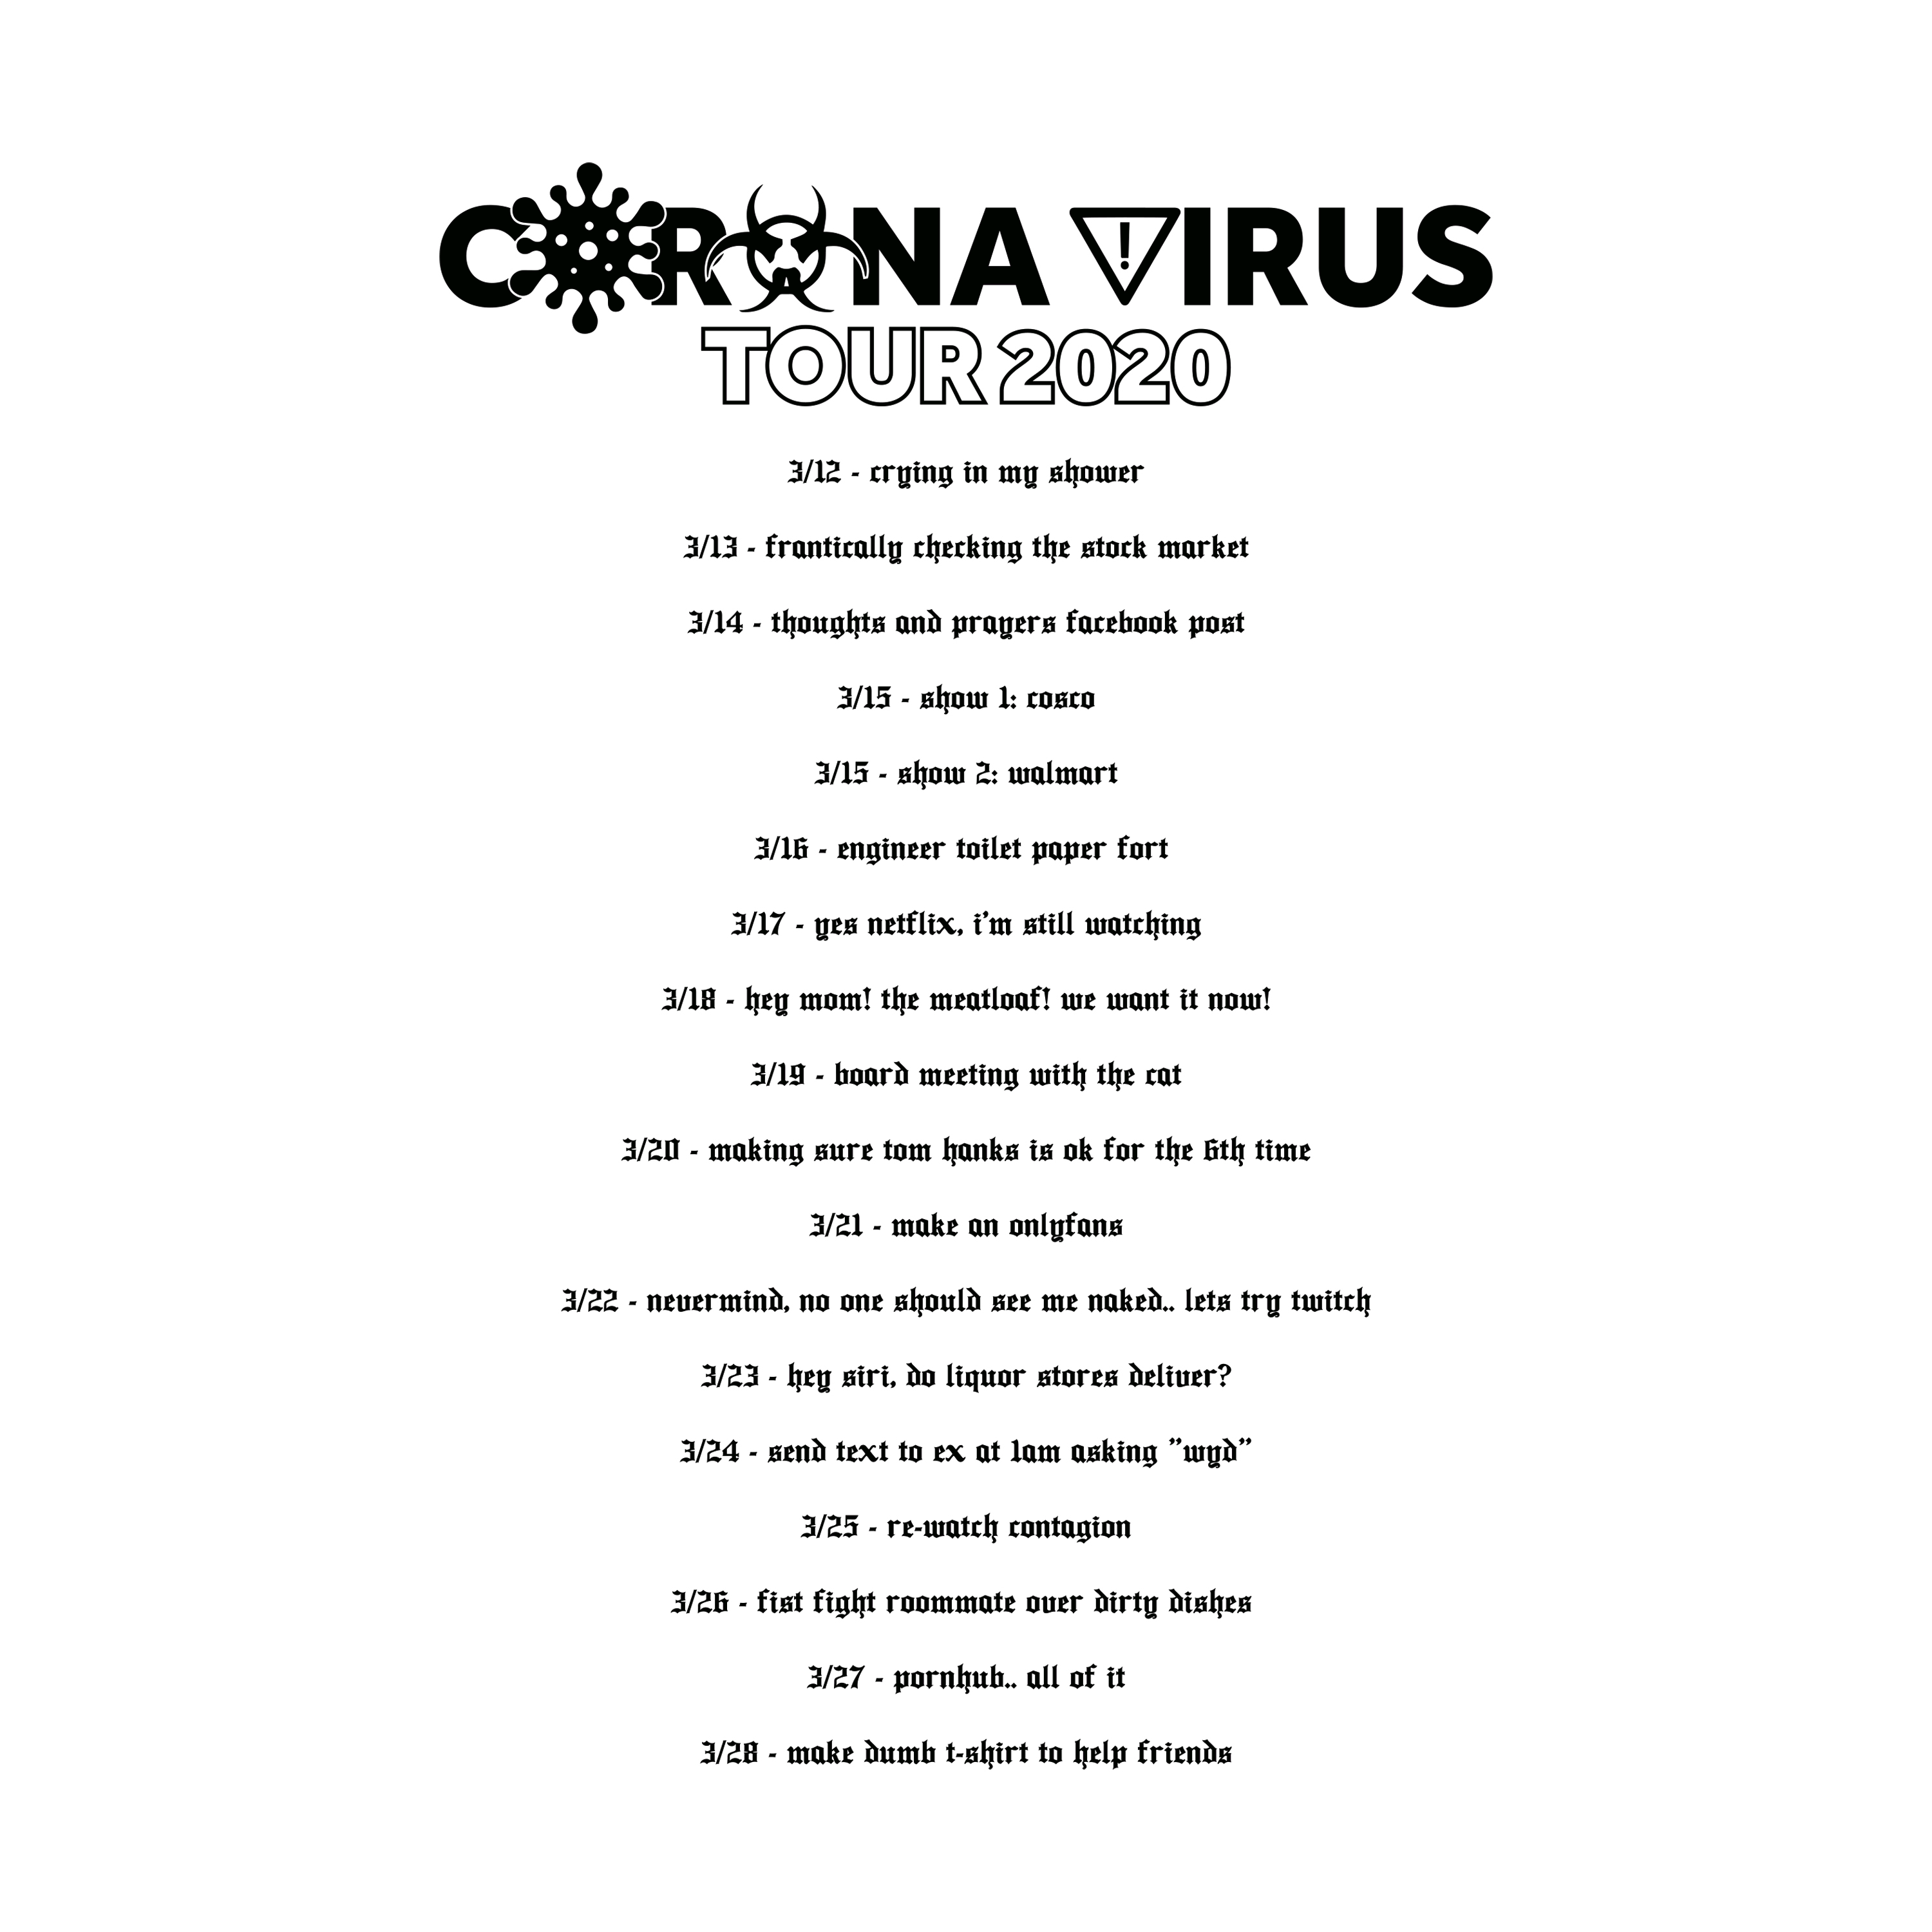 CORONA VIRUS
TOUR 2020
3/12 - crying in my shower
3/13 - frantically checking the stock market
3/14 - thoughts and prayers facebook post
3/15 - show 1: cosco
3/15 - show 2: walmart
3/16 - engineer toilet paper fort
3/17 - yes netflix, i'm still watching
3/18 - hey mom! the meatloaf! we want it now!
3/19 - board meeting with the cat
3/20 - making sure tom hanks is ok for the 6th time
3/21 - make an onlyfans
3/22 - nevermind, no one should see me naked.. lets try twitch
3/23 - hey siri, do liquor stores deliver?
3/24 - send text to ex at 1am asking "wyd"
3/25 - re-watch contagion
3/26 - fist fight roommate over dirty dishes
3/27 - pornhub.. all of it
3/28 - make dumb t-shirt to help friends